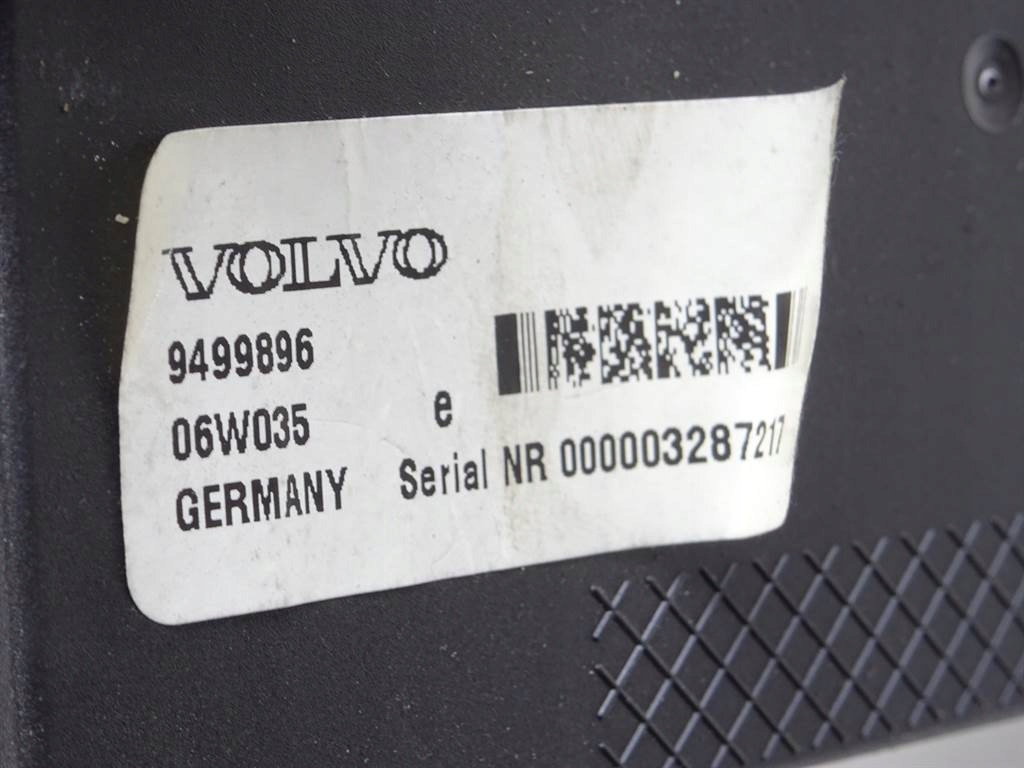 VOLVO
9499896
06W035 e
GERMANY Serial NR 000003287217